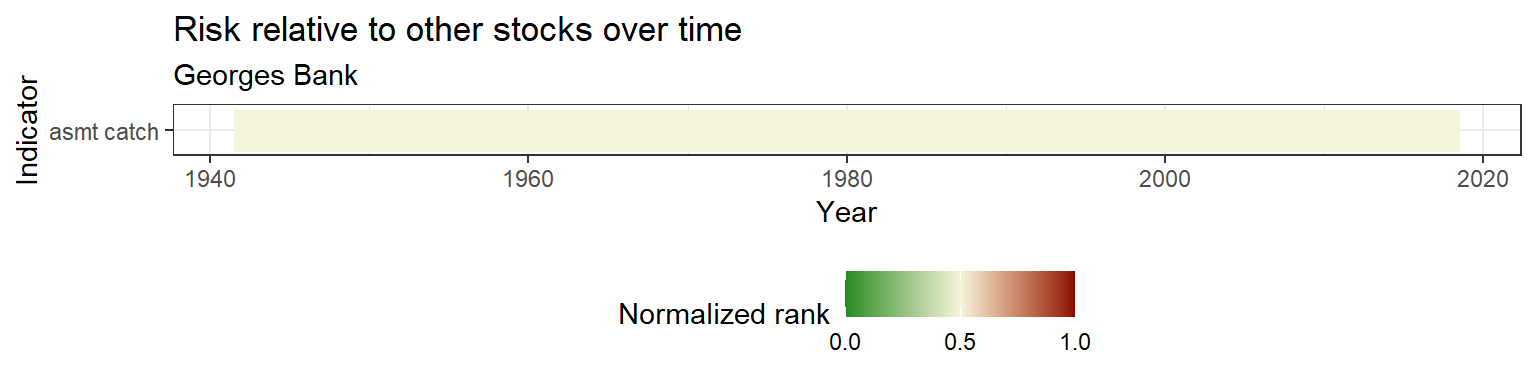 Risk relative to other stocks over time
Georges Bank
Indicator
asmt catch
1940 1960 1980 2000 2020
Year
Normalized rank
0.0 0.5 1.0